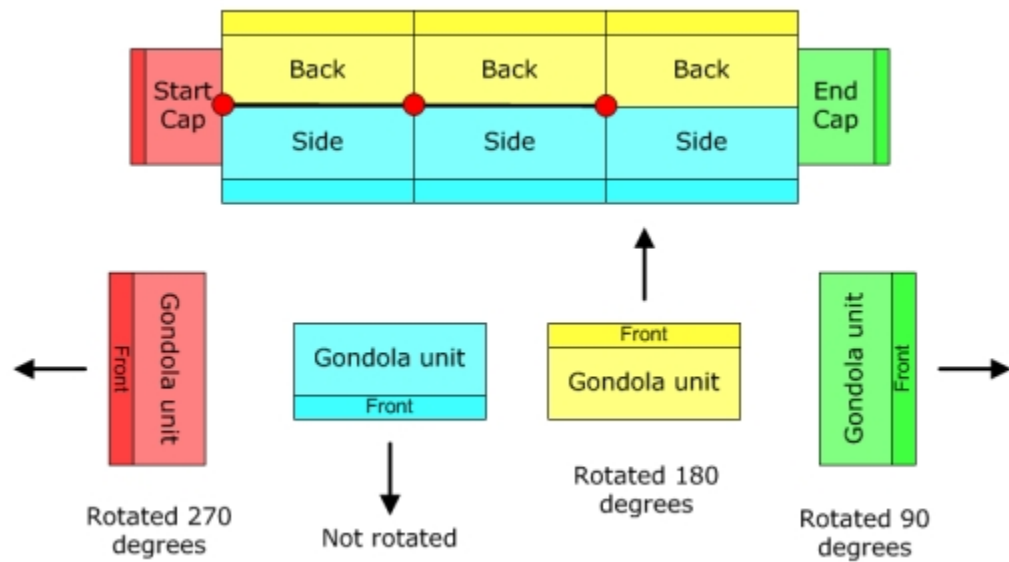 Back
Back
Back
Start
Cap
End
Cap
Side
Side
Side
Front
Gondola unit
Gondola unit
Front
Front
Gondola unit
Gondola unit
Front
Rotated 270
degrees
Not rotated
Rotated 180
degrees
Rotated 90
degrees